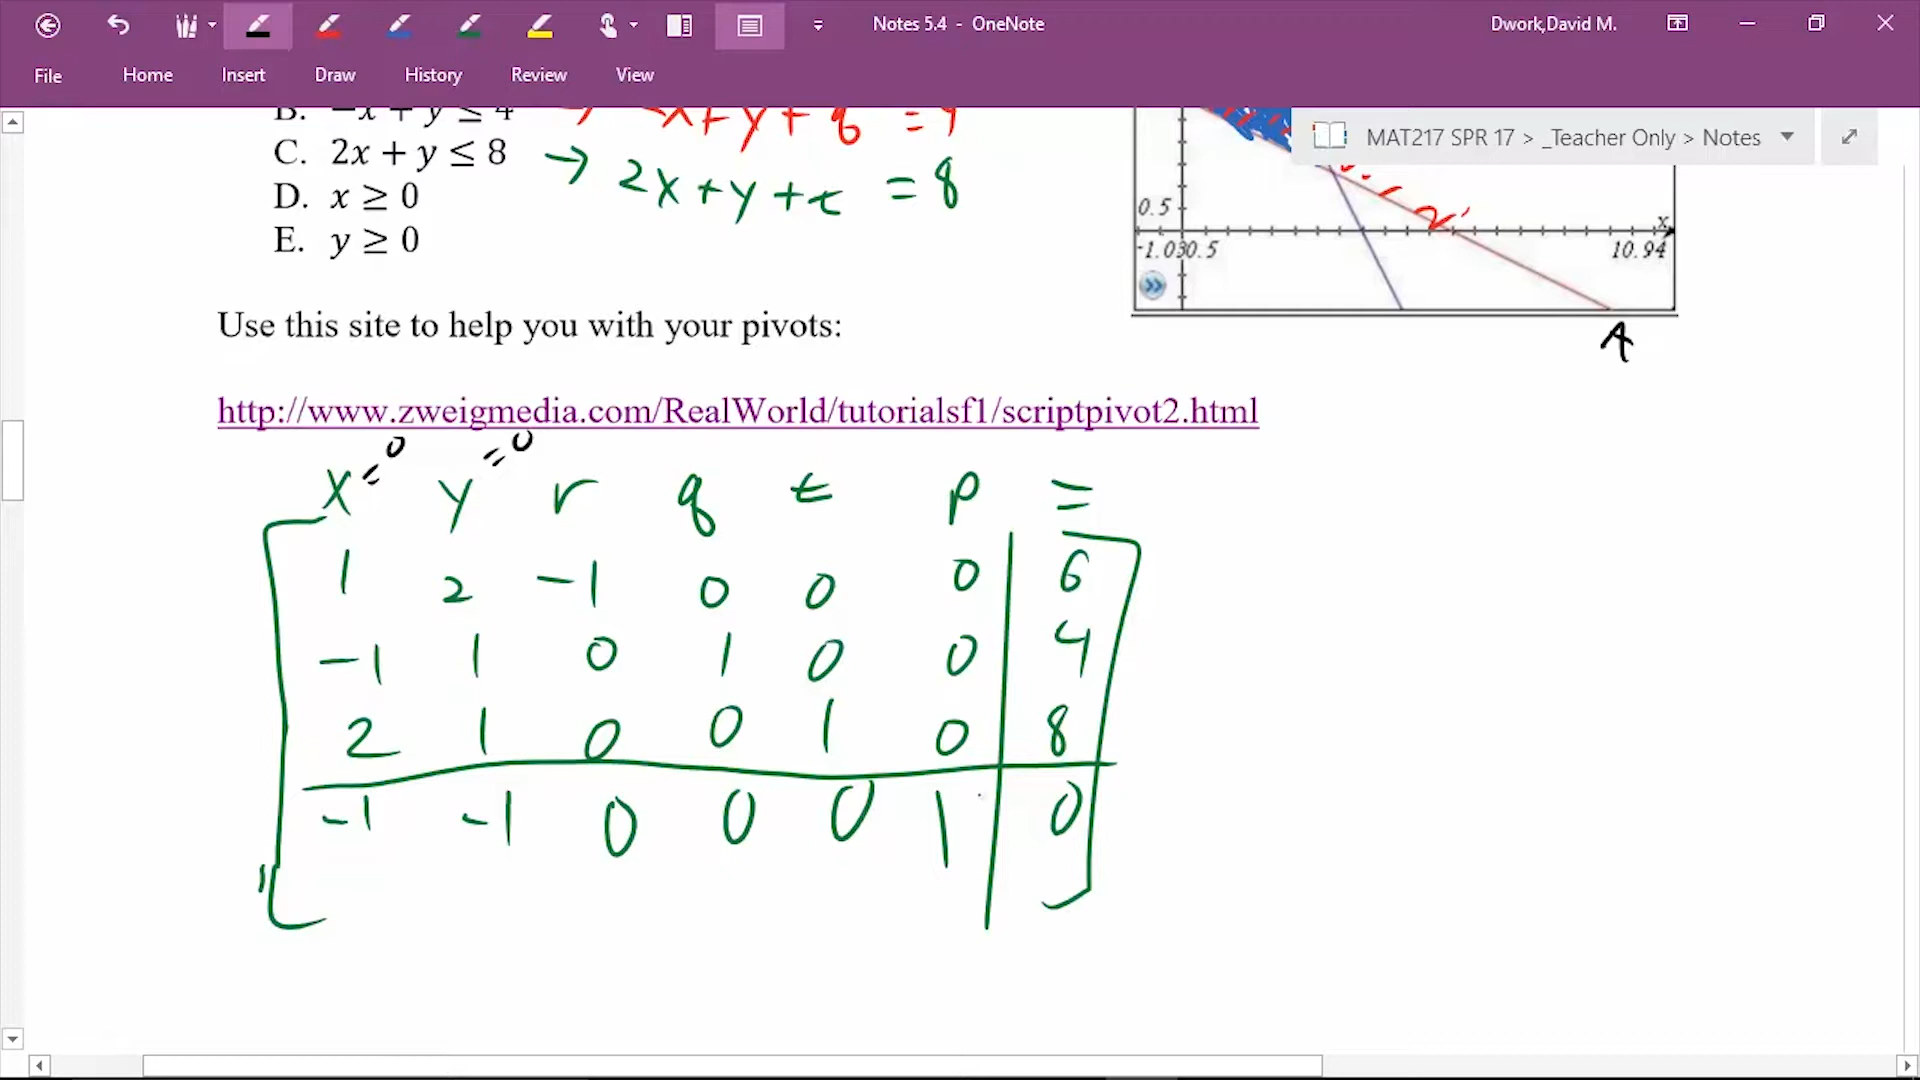 Notes 5.4 - OneNote
Dwork,David M.
File Home Insert Draw History Review View
B. −x + y ≤ 4 → -x+y+q =4
MAT217 SPR 17 > _Teacher Only > Notes
C. 2x + y ≤ 8 → 2x+y+t =8
D. x ≥ 0
E. y ≥ 0
0.5
x
-1.03 0.5 10.94
A
Use this site to help you with your pivots:
http://www.zweigmedia.com/RealWorld/tutorialsf1/scriptpivot2.html
=0 =0
x y r q t p =
1 2 -1 0 0 0 6
-1 1 0 1 0 0 4
2 1 0 0 1 0 8
-1 -1 0 0 0 1 0